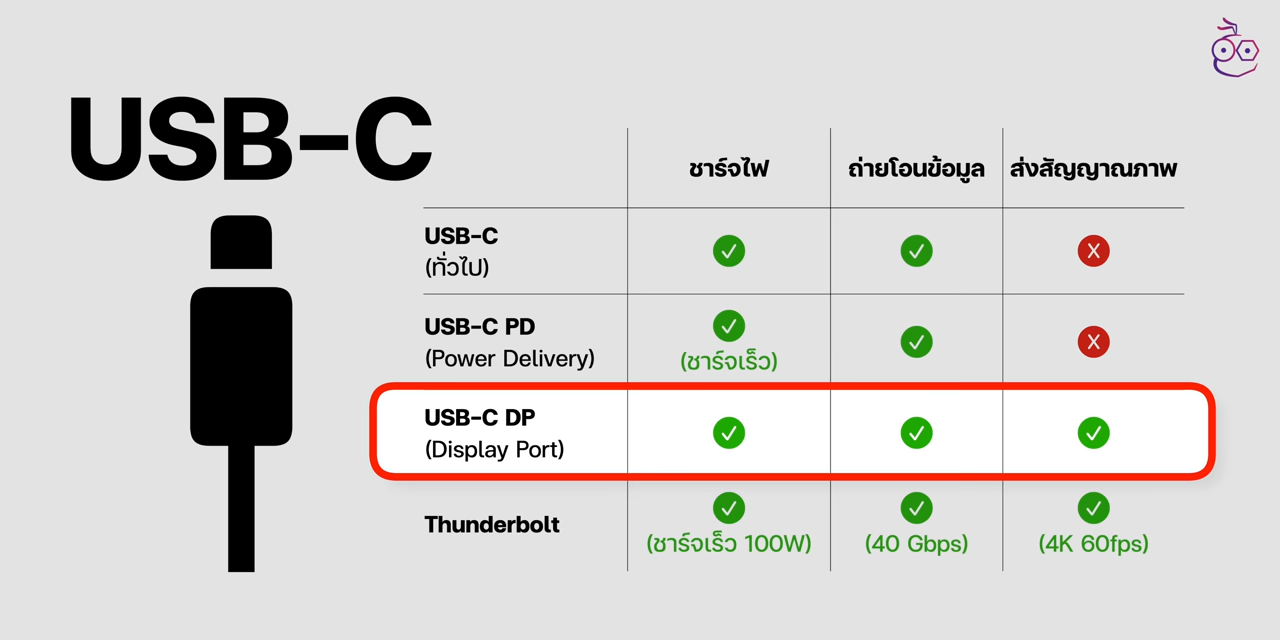 USB-C
ชาร์จไฟ
ถ่ายโอนข้อมูล
ส่งสัญญาณภาพ
USB-C
(ทั่วไป)
USB-C PD
(Power Delivery)
(ชาร์จเร็ว)
USB-C DP
(Display Port)
Thunderbolt
(ชาร์จเร็ว 100W)
(40 Gbps)
(4K 60fps)